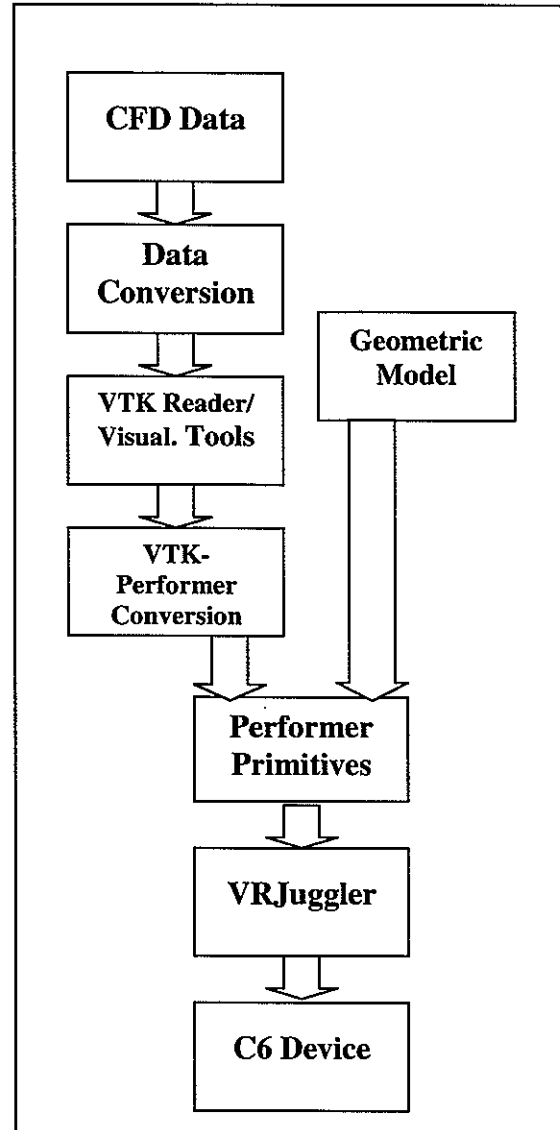 CFD Data
Data
Conversion
Geometric
Model
VTK Reader/
Visual. Tools
VTK-
Performer
Conversion
Performer
Primitives
VRJuggler
C6 Device